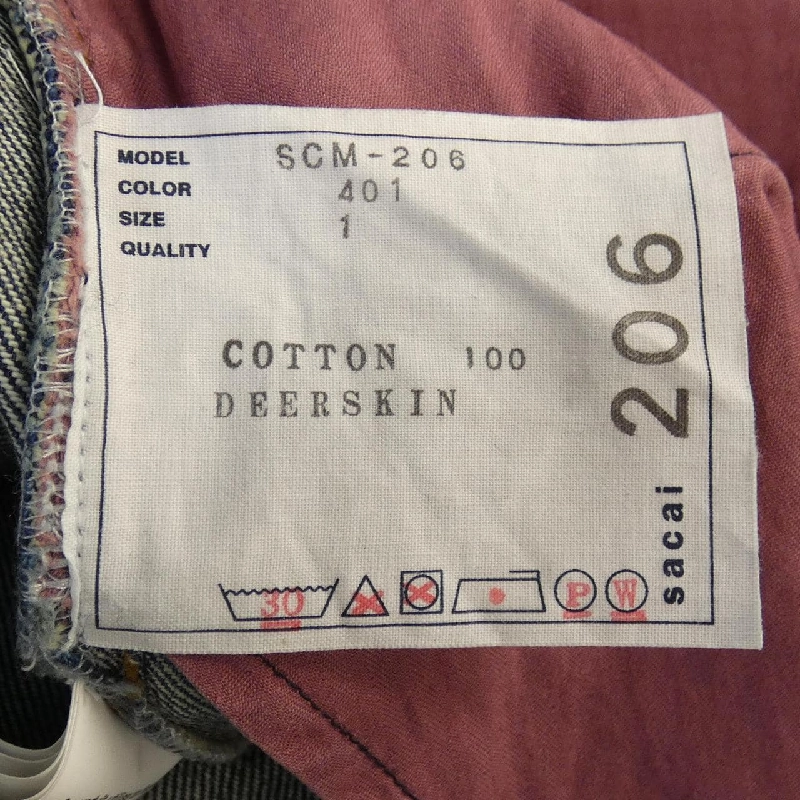 MODEL SCM-206
COLOR 401
SIZE 1
QUALITY
COTTON 100
DEERSKIN
30
P
W
sacai 206